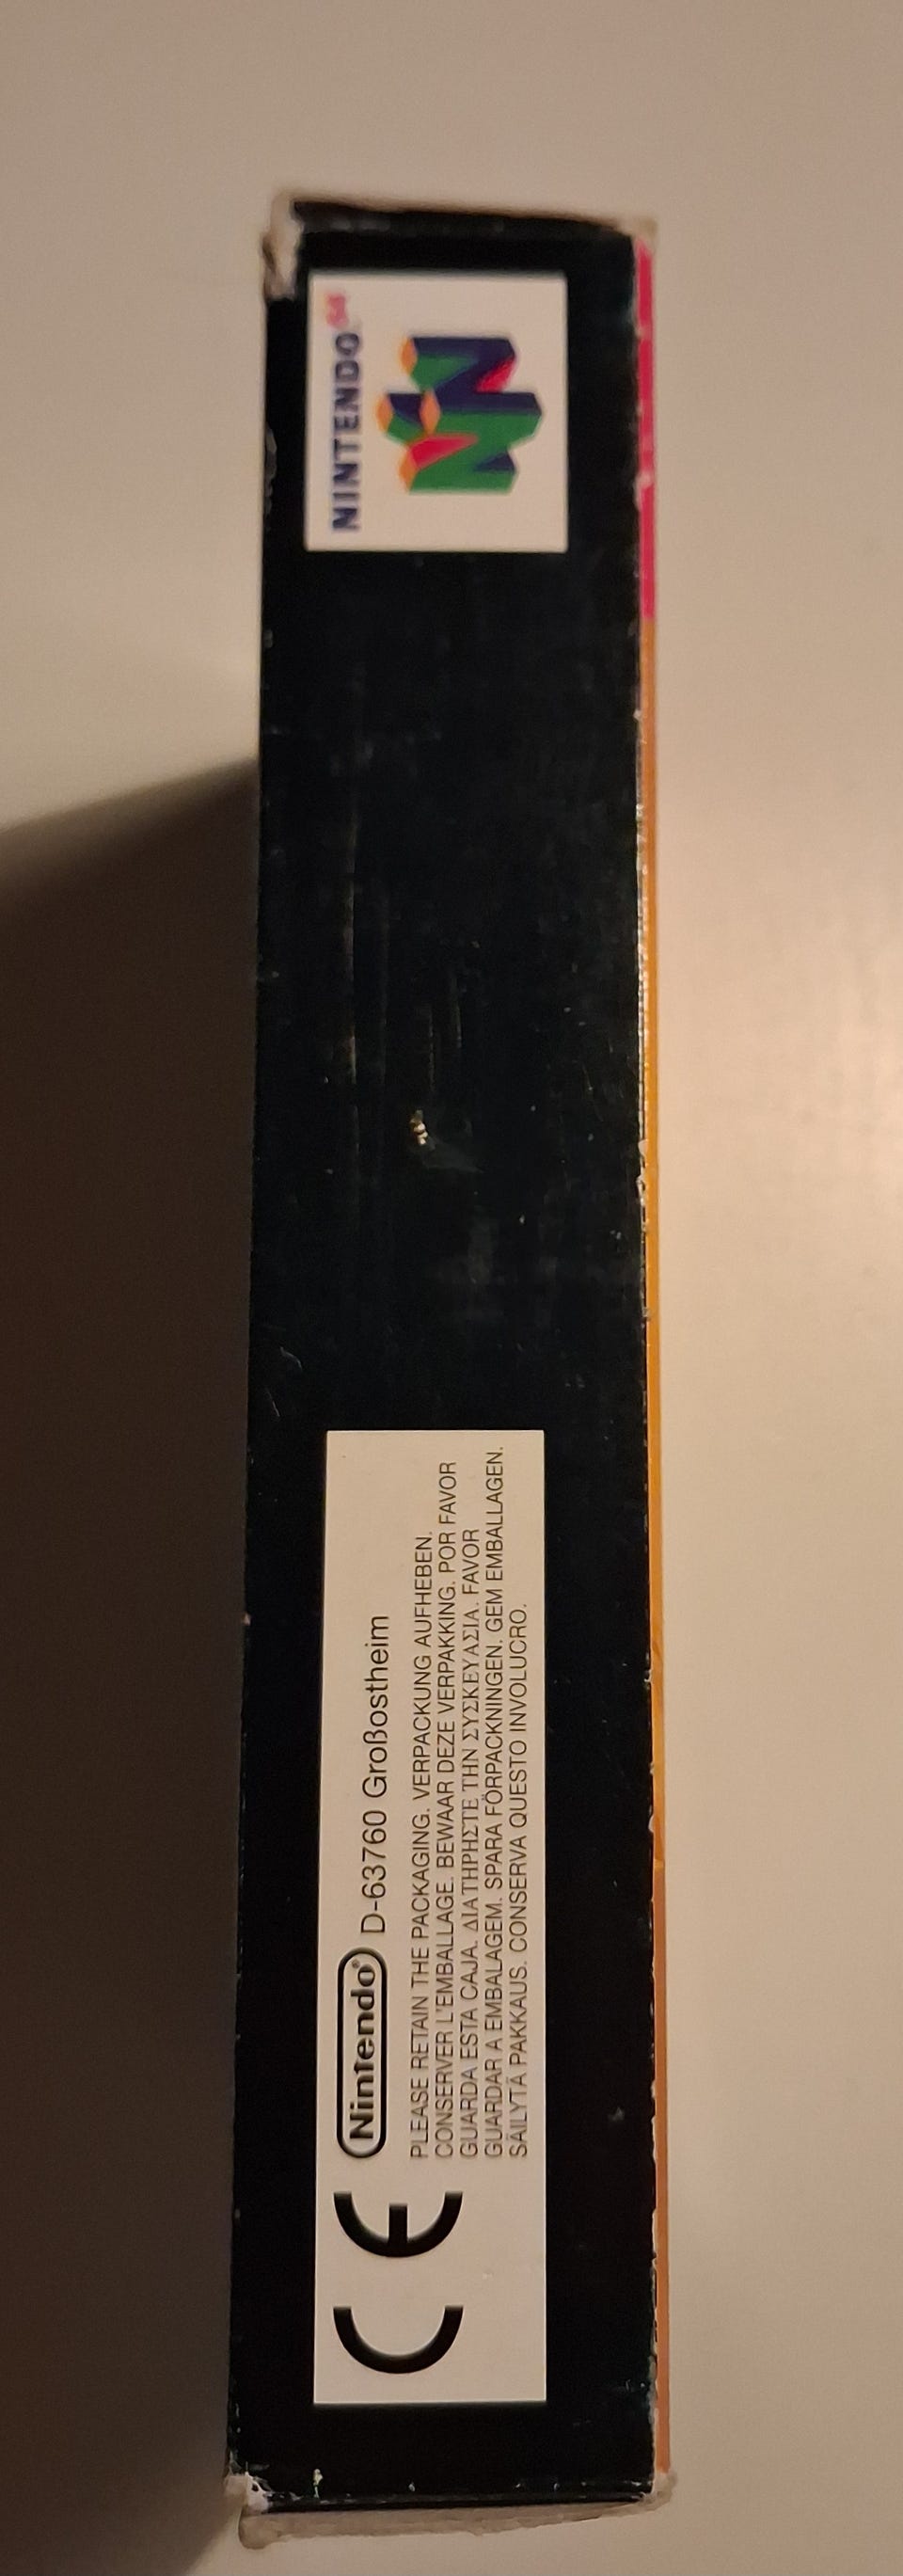 CE
Nintendo® D-63760 Großostheim
PLEASE RETAIN THE PACKAGING. VERPACKUNG AUFHEBEN.
CONSERVER L'EMBALLAGE. BEWAAR DEZE VERPAKKING. POR FAVOR
GUARDA ESTA CAJA. ΔΙΑΤΗΡΗΣΤΕ ΤΗΝ ΣΥΣΚΕΥΑΣΙΑ. FAVOR
GUARDAR A EMBALAGEM. SPARA FÖRPACKNINGEN. GEM EMBALLAGEN.
SÄILYTÄ PAKKAUS. CONSERVA QUESTO INVOLUCRO.
NINTENDO64